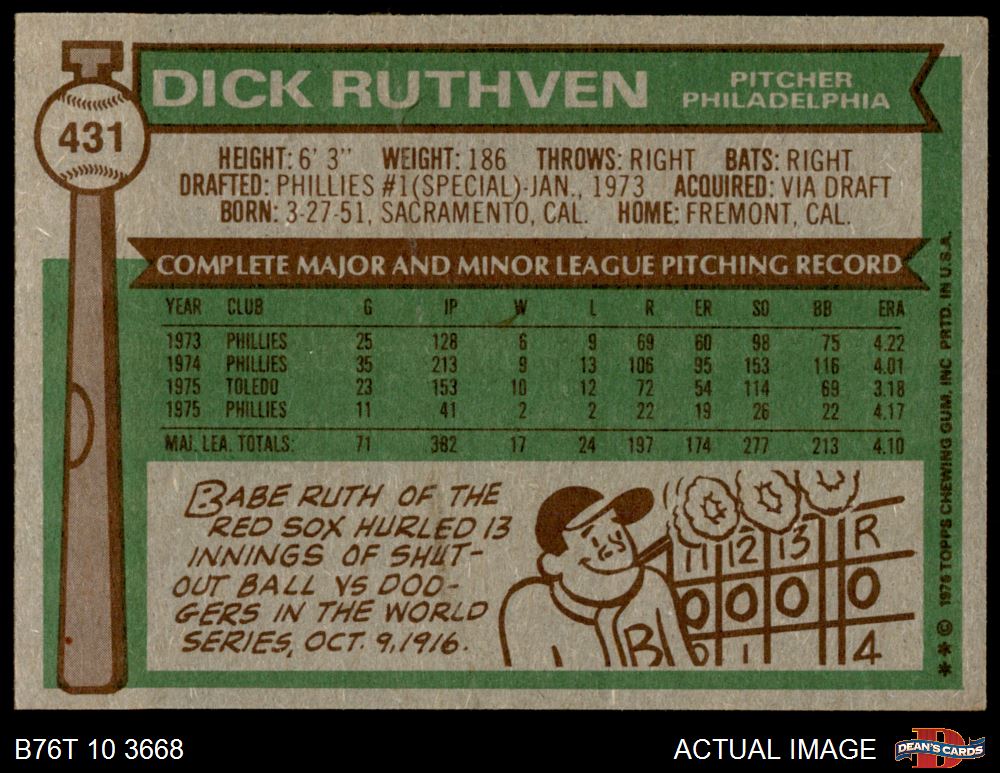 DICK RUTHVEN
PITCHER
PHILADELPHIA
431
HEIGHT: 6' 3" WEIGHT: 186 THROWS: RIGHT BATS: RIGHT
DRAFTED: PHILLIES #1(SPECIAL)-JAN., 1973 ACQUIRED: VIA DRAFT
BORN: 3-27-51, SACRAMENTO, CAL. HOME: FREMONT, CAL.
COMPLETE MAJOR AND MINOR LEAGUE PITCHING RECORD
YEAR CLUB G IP W L R ER SO BB ERA
1973 PHILLIES 25 128 6 9 69 60 98 75 4.22
1974 PHILLIES 35 213 9 13 106 95 153 116 4.01
1975 TOLEDO 23 153 10 12 72 54 114 69 3.18
1975 PHILLIES 11 41 2 2 22 19 26 22 4.17
MAJ. LEA. TOTALS: 71 382 17 24 197 174 277 213 4.10
BABE RUTH OF THE
RED SOX HURLED 13
INNINGS OF SHUT-
OUT BALL VS DOD-
GERS IN THE WORLD
SERIES, OCT. 9, 1916.
11 12 13 R
0 0 0 0
B 0 1 4
** © 1976 TOPPS CHEWING GUM, INC PRTD. IN U.S.A.
B76T 10 3668
ACTUAL IMAGE
DEAN'S CARDS